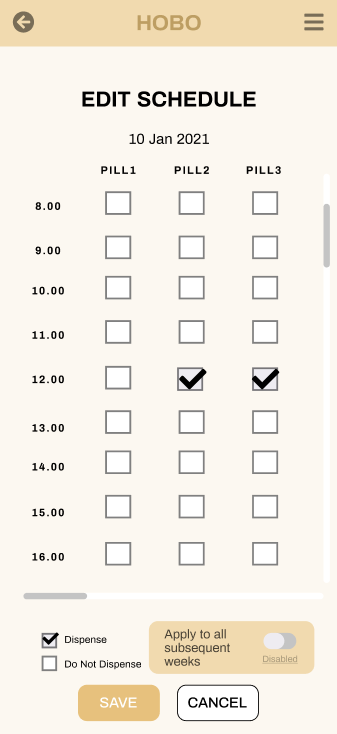 HOBO
EDIT SCHEDULE
10 Jan 2021
PILL1 PILL2 PILL3
8.00
9.00
10.00
11.00
12.00
13.00
14.00
15.00
16.00
Dispense
Do Not Dispense
Apply to all
subsequent
weeks
Disabled
SAVE CANCEL